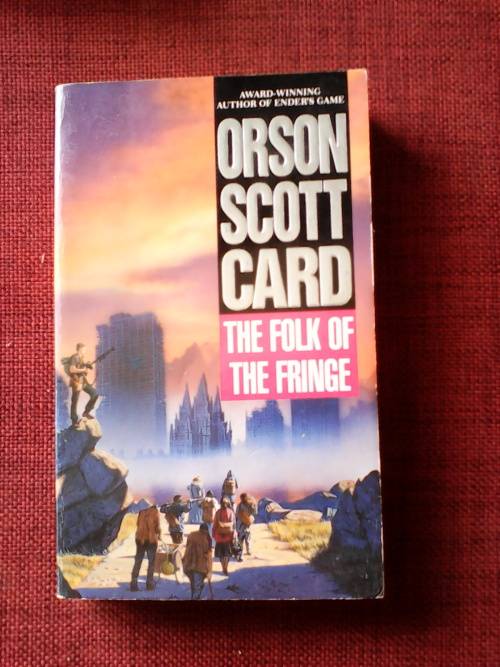 AWARD-WINNING
AUTHOR OF ENDER'S GAME
ORSON
SCOTT
CARD
THE FOLK OF
THE FRINGE